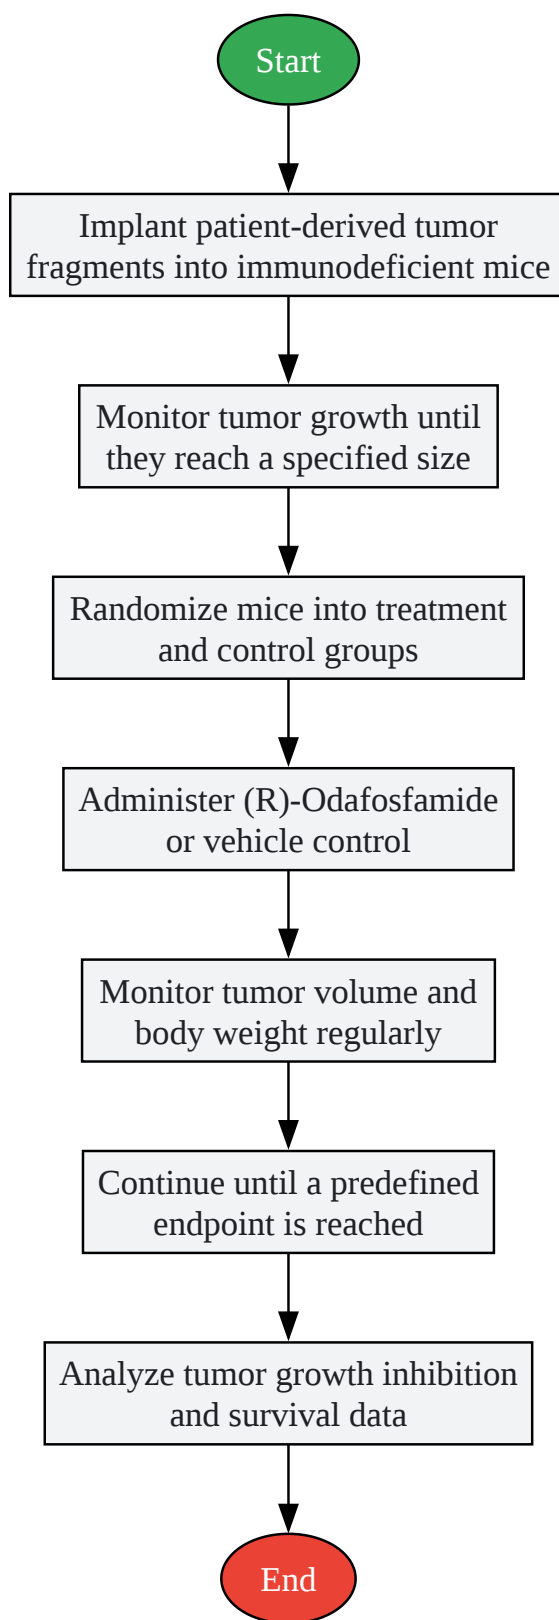 Start
Implant patient-derived tumor
fragments into immunodeficient mice
Monitor tumor growth until
they reach a specified size
Randomize mice into treatment
and control groups
Administer (R)-Odafosfamide
or vehicle control
Monitor tumor volume and
body weight regularly
Continue until a predefined
endpoint is reached
Analyze tumor growth inhibition
and survival data
End